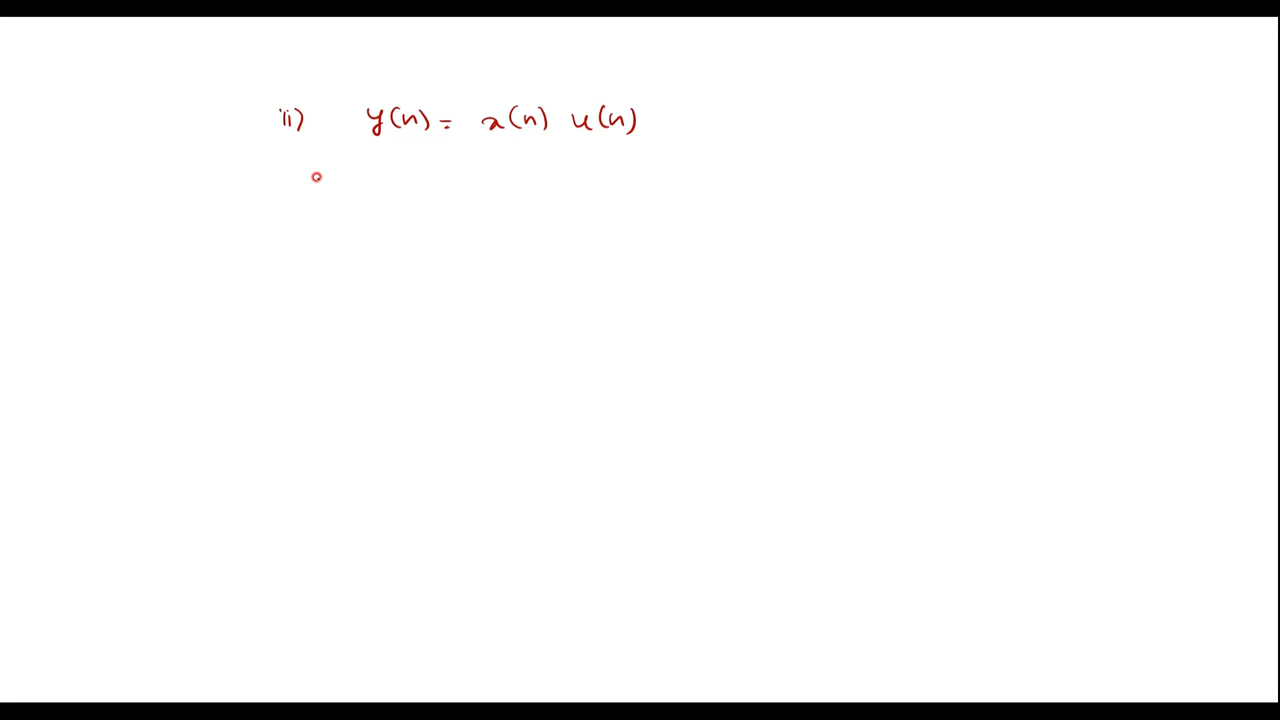 ii) y(n) = x(n) u(n)